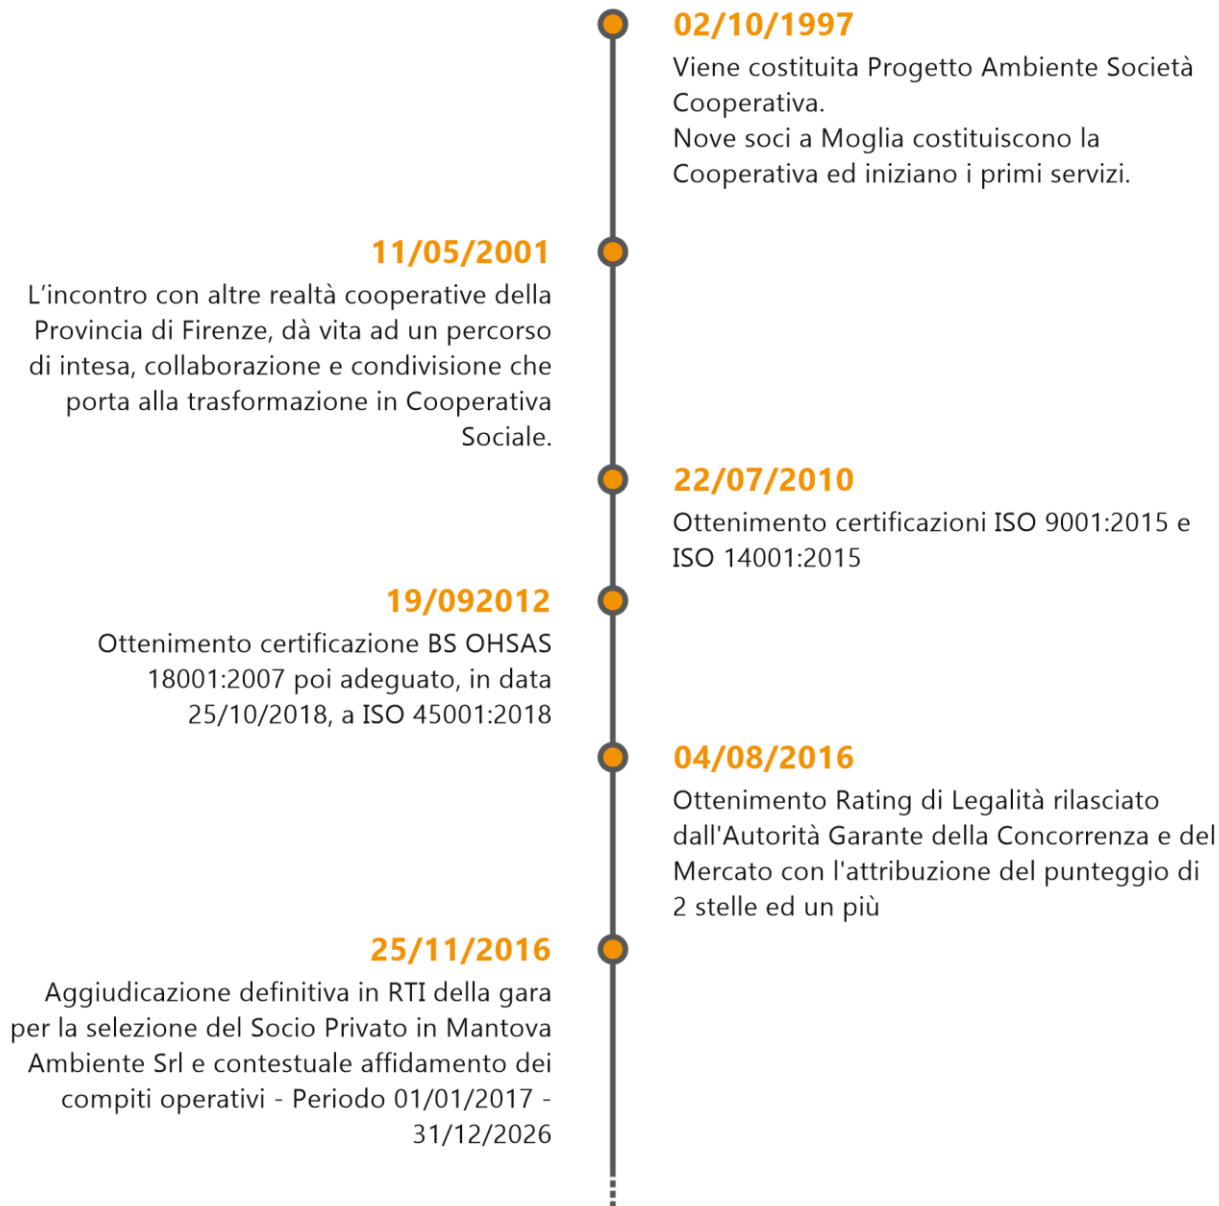 02/10/1997
Viene costituita Progetto Ambiente Società
Cooperativa.
Nove soci a Moglia costituiscono la
Cooperativa ed iniziano i primi servizi.
11/05/2001
L’incontro con altre realtà cooperative della
Provincia di Firenze, dà vita ad un percorso
di intesa, collaborazione e condivisione che
porta alla trasformazione in Cooperativa
Sociale.
22/07/2010
Ottenimento certificazioni ISO 9001:2015 e
ISO 14001:2015
19/092012
Ottenimento certificazione BS OHSAS
18001:2007 poi adeguato, in data
25/10/2018, a ISO 45001:2018
04/08/2016
Ottenimento Rating di Legalità rilasciato
dall'Autorità Garante della Concorrenza e del
Mercato con l'attribuzione del punteggio di
2 stelle ed un più
25/11/2016
Aggiudicazione definitiva in RTI della gara
per la selezione del Socio Privato in Mantova
Ambiente Srl e contestuale affidamento dei
compiti operativi - Periodo 01/01/2017 -
31/12/2026